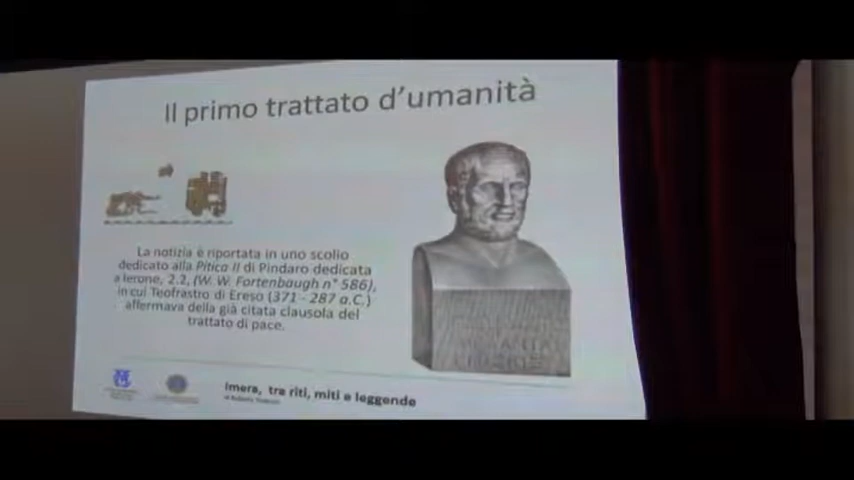 Il primo trattato d'umanità
La notizia è riportata in uno scolio
dedicato alla Pitica II di Pindaro dedicata
a Ierone, 2.2, (W. W. Fortenbaugh n° 586),
in cui Teofrastro di Ereso (371 - 287 a.C.)
affermava della già citata clausola del
trattato di pace.
Imera, tra riti, miti e leggende